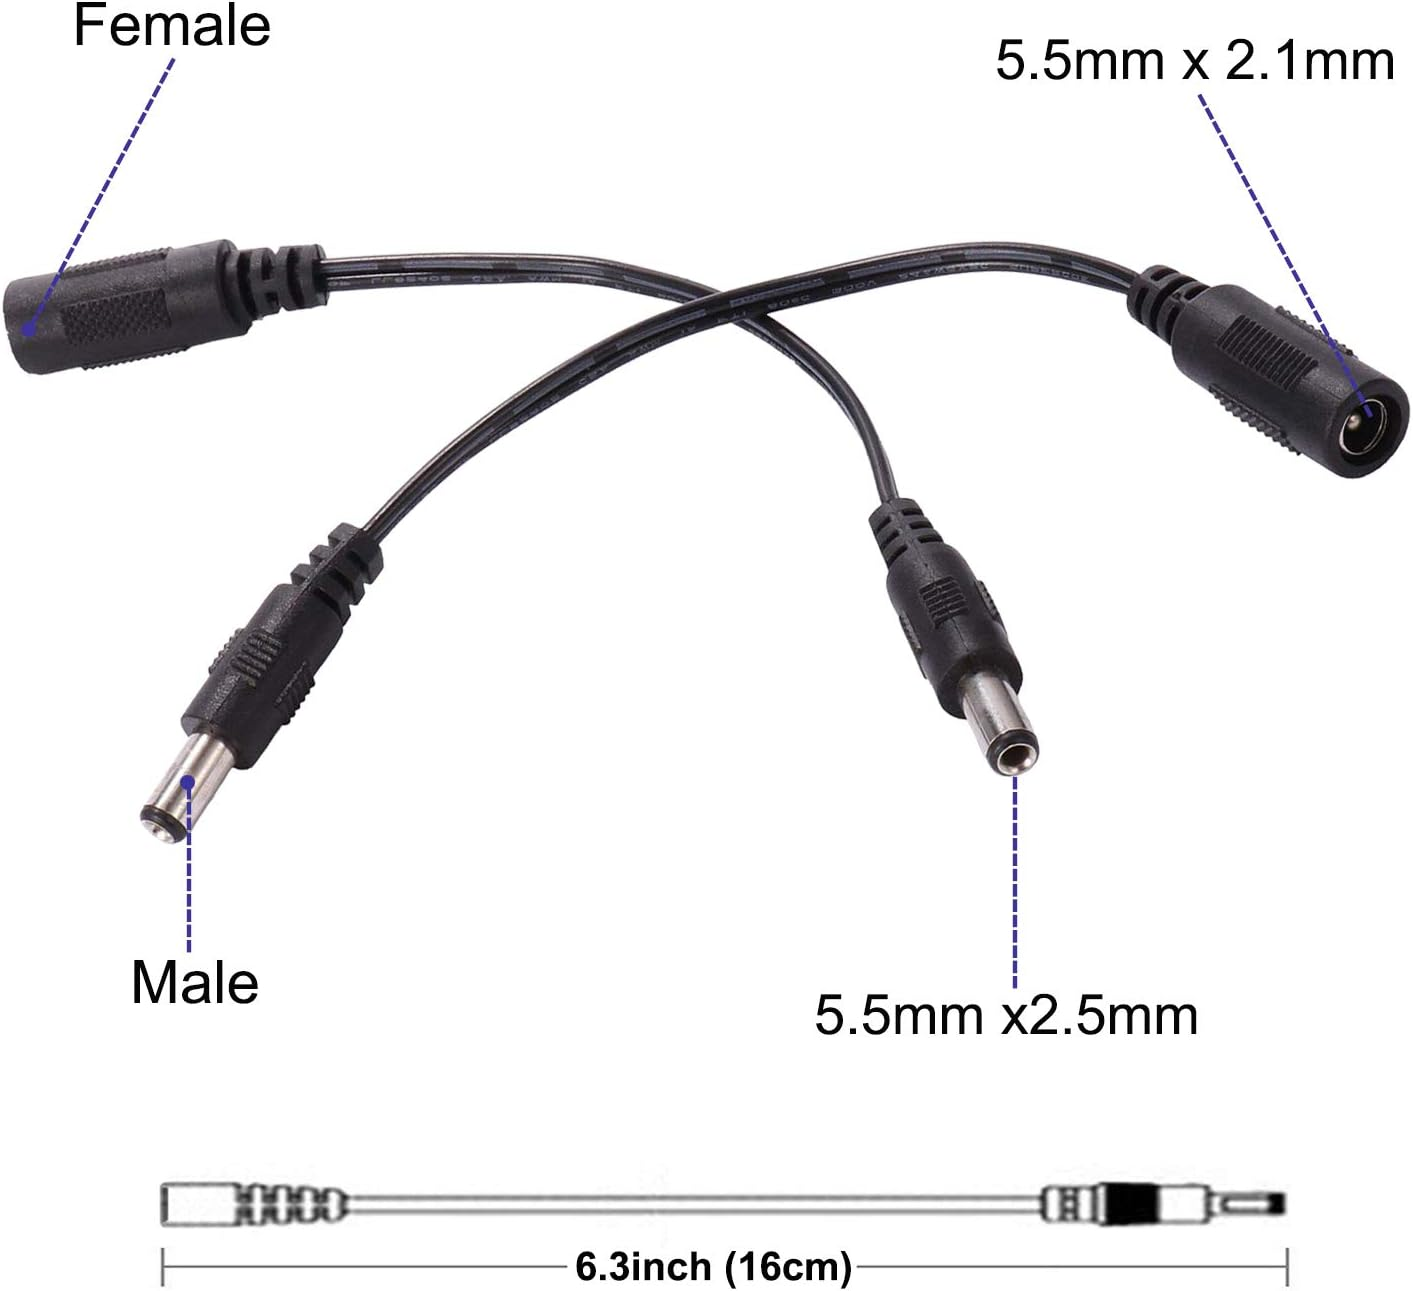 Female
5.5mm x 2.1mm
Male
5.5mm x2.5mm
6.3inch (16cm)